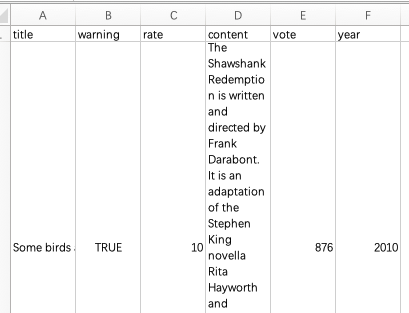 A B C D E F
title warning rate content vote year
The
Shawshank
Redemptio
n is written
and
directed by
Frank
Darabont.
It is an
adaptation
of the
Stephen
King
Some birds TRUE 10 novella 876 2010
Rita
Hayworth
and